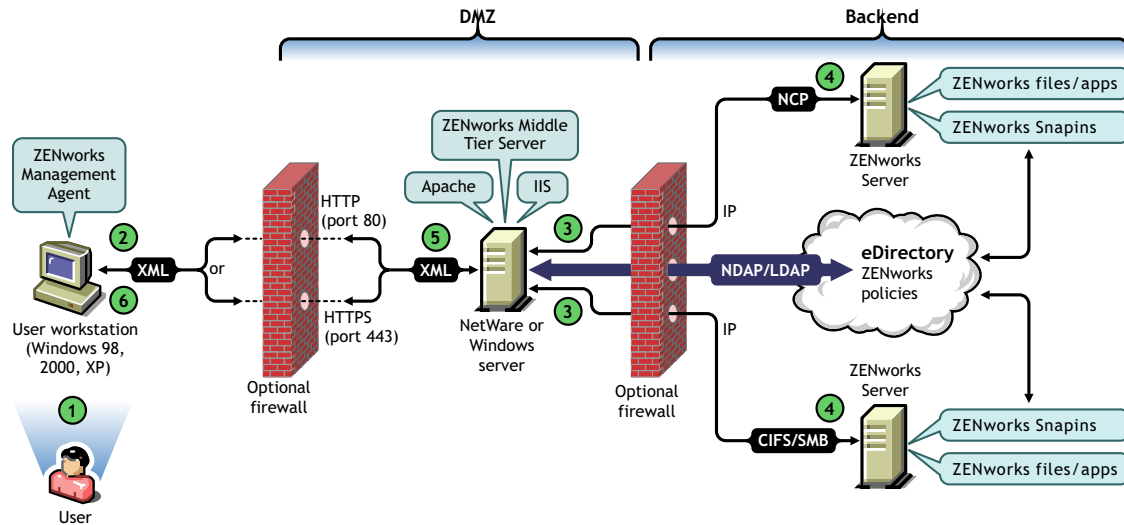 DMZ
Backend
ZENworks
Management
Agent
2
XML
6
or
User workstation
(Windows 98,
2000, XP)
1
User
HTTP
(port 80)
HTTPS
(port 443)
Optional
firewall
ZENworks Middle
Tier Server
Apache
IIS
5
XML
NetWare or
Windows
server
3
3
Optional
firewall
IP
NCP
4
ZENworks files/apps
ZENworks Snapins
ZENworks
Server
NDAP/LDAP
eDirectory
ZENworks
policies
IP
CIFS/SMB
4
ZENworks
Server
ZENworks Snapins
ZENworks files/apps